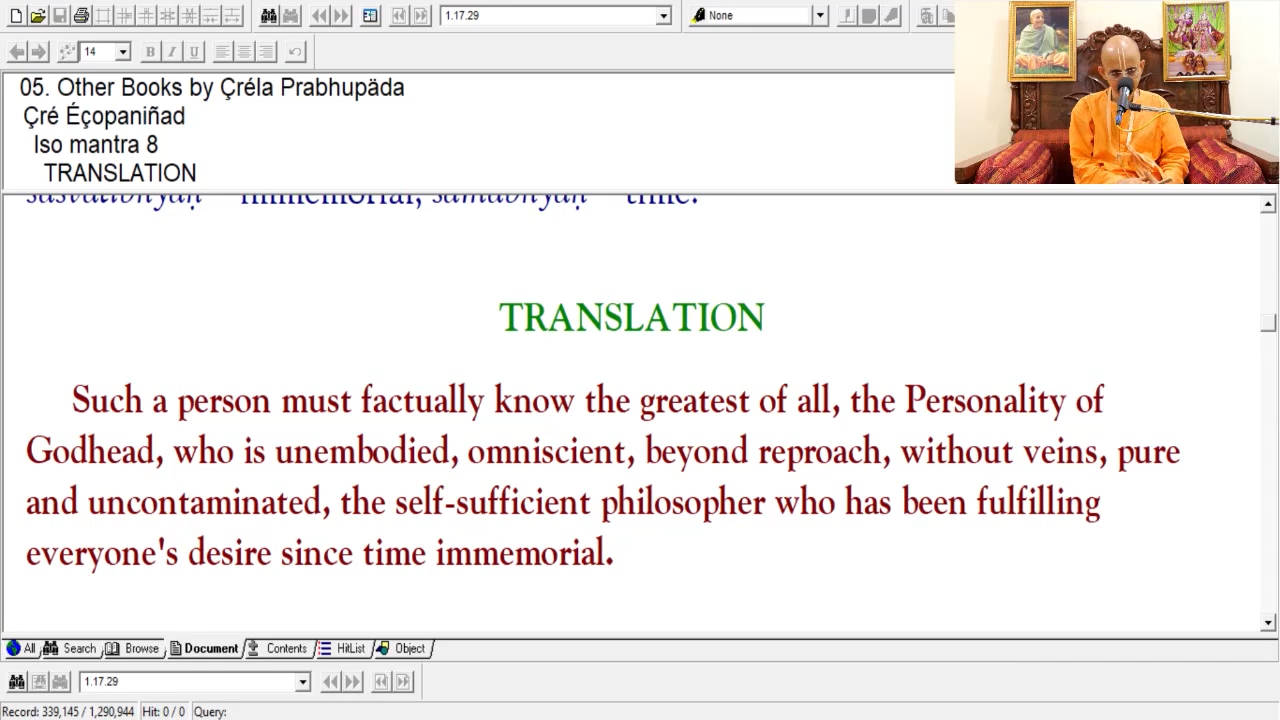 1.17.29
None
14
B I U
05. Other Books by Çréla Prabhupäda
Çré Éçopaniñad
Iso mantra 8
TRANSLATION
TRANSLATION
Such a person must factually know the greatest of all, the Personality of
Godhead, who is unembodied, omniscient, beyond reproach, without veins, pure
and uncontaminated, the self-sufficient philosopher who has been fulfilling
everyone's desire since time immemorial.
All Search Browse Document Contents HitList Object
1.17.29
Record: 339,145 / 1,290,944 Hit: 0 / 0 Query: